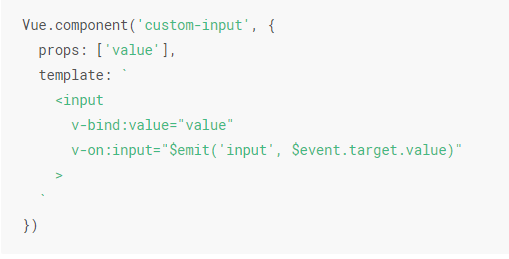 Vue.component('custom-input', {
  props: ['value'],
  template: `
    <input
      v-bind:value="value"
      v-on:input="$emit('input', $event.target.value)"
    >
  `
})